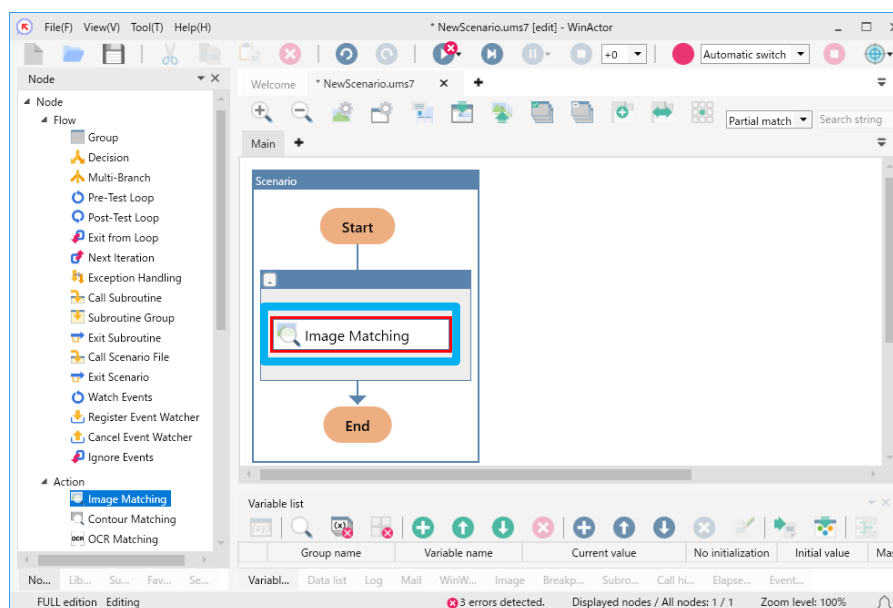 File(F) View(V) Tool(T) Help(H) * NewScenario.ums7 [edit] - WinActor
+0 Automatic switch
Node
Welcome * NewScenario.ums7
Node
Flow
Group
Decision
Multi-Branch
Pre-Test Loop
Post-Test Loop
Exit from Loop
Next Iteration
Exception Handling
Call Subroutine
Subroutine Group
Exit Subroutine
Call Scenario File
Exit Scenario
Watch Events
Register Event Watcher
Cancel Event Watcher
Ignore Events
Action
Image Matching
Contour Matching
OCR OCR Matching
No... Lib... Su... Fav... Se...
Partial match Search string
Main
Scenario
Start
Image Matching
End
Variable list
Group name Variable name Current value No initialization Initial value Ma
Variabl... Data list Log Mail WinW... Image Breakp... Subro... Call hi... Elapse... Event...
FULL edition Editing 3 errors detected. Displayed nodes / All nodes: 1 / 1 Zoom level: 100%